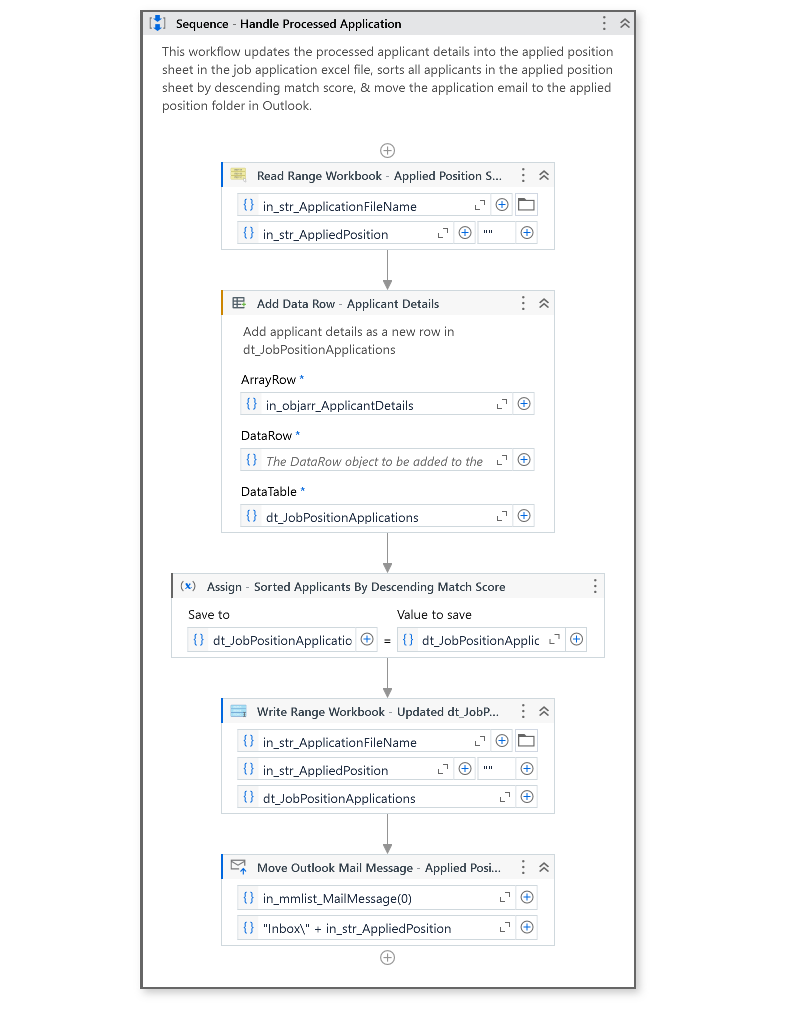 Sequence - Handle Processed Application
This workflow updates the processed applicant details into the applied position
sheet in the job application excel file, sorts all applicants in the applied position
sheet by descending match score, & move the application email to the applied
position folder in Outlook.
Read Range Workbook - Applied Position S...
{} in_str_ApplicationFileName
{} in_str_AppliedPosition ""
Add Data Row - Applicant Details
Add applicant details as a new row in
dt_JobPositionApplications
ArrayRow *
{} in_objarr_ApplicantDetails
DataRow *
{} The DataRow object to be added to the
DataTable *
{} dt_JobPositionApplications
(x) Assign - Sorted Applicants By Descending Match Score
Save to Value to save
{} dt_JobPositionApplicatio = {} dt_JobPositionApplic
Write Range Workbook - Updated dt_JobP...
{} in_str_ApplicationFileName
{} in_str_AppliedPosition ""
{} dt_JobPositionApplications
Move Outlook Mail Message - Applied Posi...
{} in_mmlist_MailMessage(0)
{} "Inbox\" + in_str_AppliedPosition